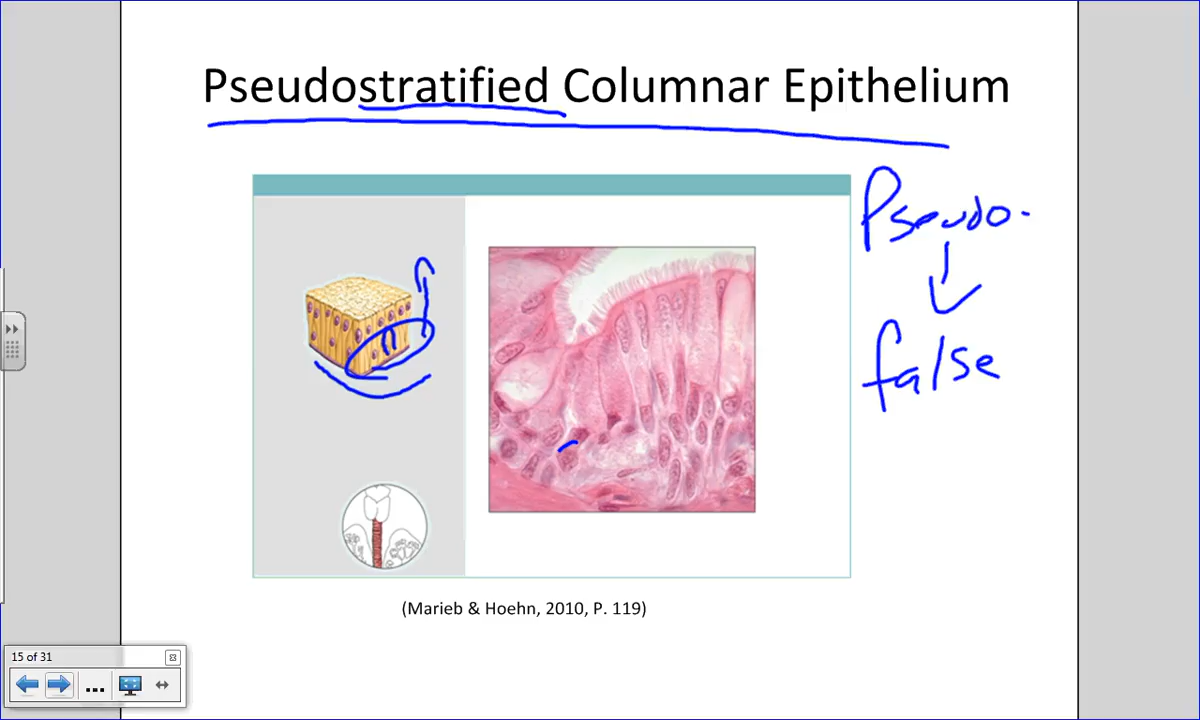 Pseudostratified Columnar Epithelium
Pseudo-
false
(Marieb & Hoehn, 2010, P. 119)
15 of 31
...